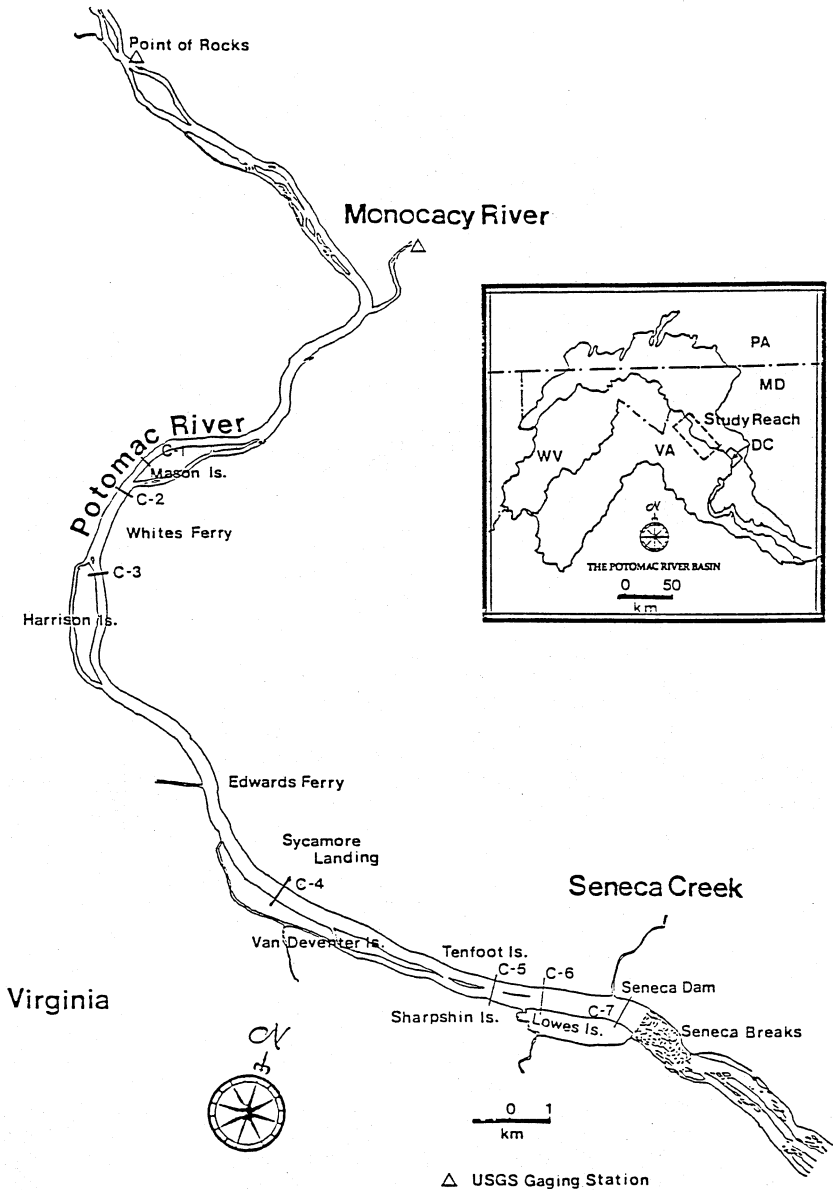 Point of Rocks
Monocacy River
PA
MD
Study Reach
WV
VA
DC
N
THE POTOMAC RIVER BASIN
0 50
km
Potomac River
C-1
Mason Is.
C-2
Whites Ferry
C-3
Harrison Is.
Edwards Ferry
Sycamore
Landing
C-4
Seneca Creek
Van Deventer Is.
Tenfoot Is.
C-5
C-6
Seneca Dam
Virginia
Sharpshin Is.
Lowes Is.
C-7
Seneca Breaks
N
0 1
km
USGS Gaging Station